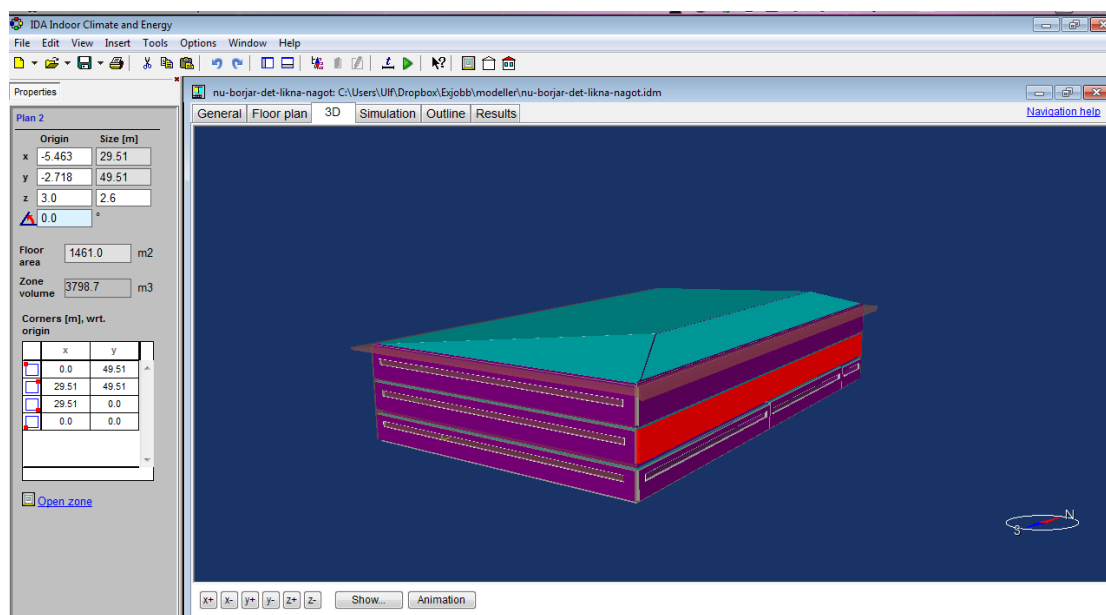 IDA Indoor Climate and Energy
File Edit View Insert Tools Options Window Help
Properties
nu-borjar-det-likna-nagot: C:\Users\Ulf\Dropbox\Exjobb\modeller\nu-borjar-det-likna-nagot.idm
General Floor plan 3D Simulation Outline Results
Navigation help
Plan 2
Origin Size [m]
x -5.463 29.51
y -2.718 49.51
z 3.0 2.6
0.0 °
Floor area 1461.0 m2
Zone volume 3798.7 m3
Corners [m], wrt.
origin
x y
0.0 49.51
29.51 49.51
29.51 0.0
0.0 0.0
Open zone
S N
x+ x- y+ y- z+ z- Show... Animation